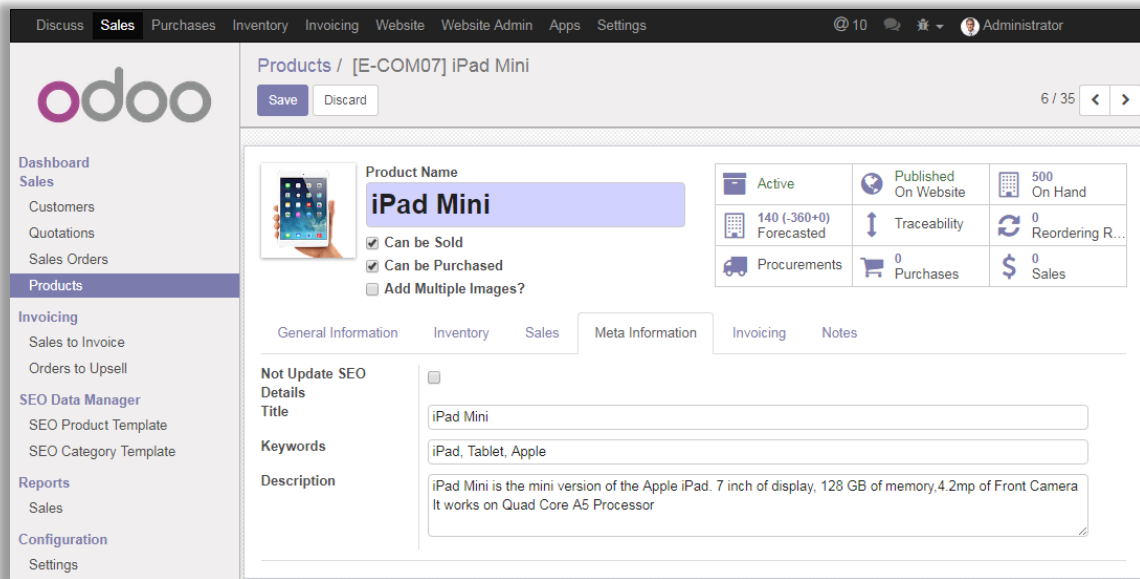 Discuss Sales Purchases Inventory Invoicing Website Website Admin Apps Settings @ 10 Administrator
odoo
Products / [E-COM07] iPad Mini
Save Discard
6 / 35
Dashboard
Sales
Customers
Quotations
Sales Orders
Products
Invoicing
Sales to Invoice
Orders to Upsell
SEO Data Manager
SEO Product Template
SEO Category Template
Reports
Sales
Configuration
Settings
Product Name
iPad Mini
Can be Sold
Can be Purchased
Add Multiple Images?
Active
Published
On Website
500
On Hand
140 (-360+0)
Forecasted
Traceability
0
Reordering R...
Procurements
0
Purchases
0
Sales
General Information Inventory Sales Meta Information Invoicing Notes
Not Update SEO
Details
Title
iPad Mini
Keywords
iPad, Tablet, Apple
Description
iPad Mini is the mini version of the Apple iPad. 7 inch of display, 128 GB of memory,4.2mp of Front Camera
It works on Quad Core A5 Processor